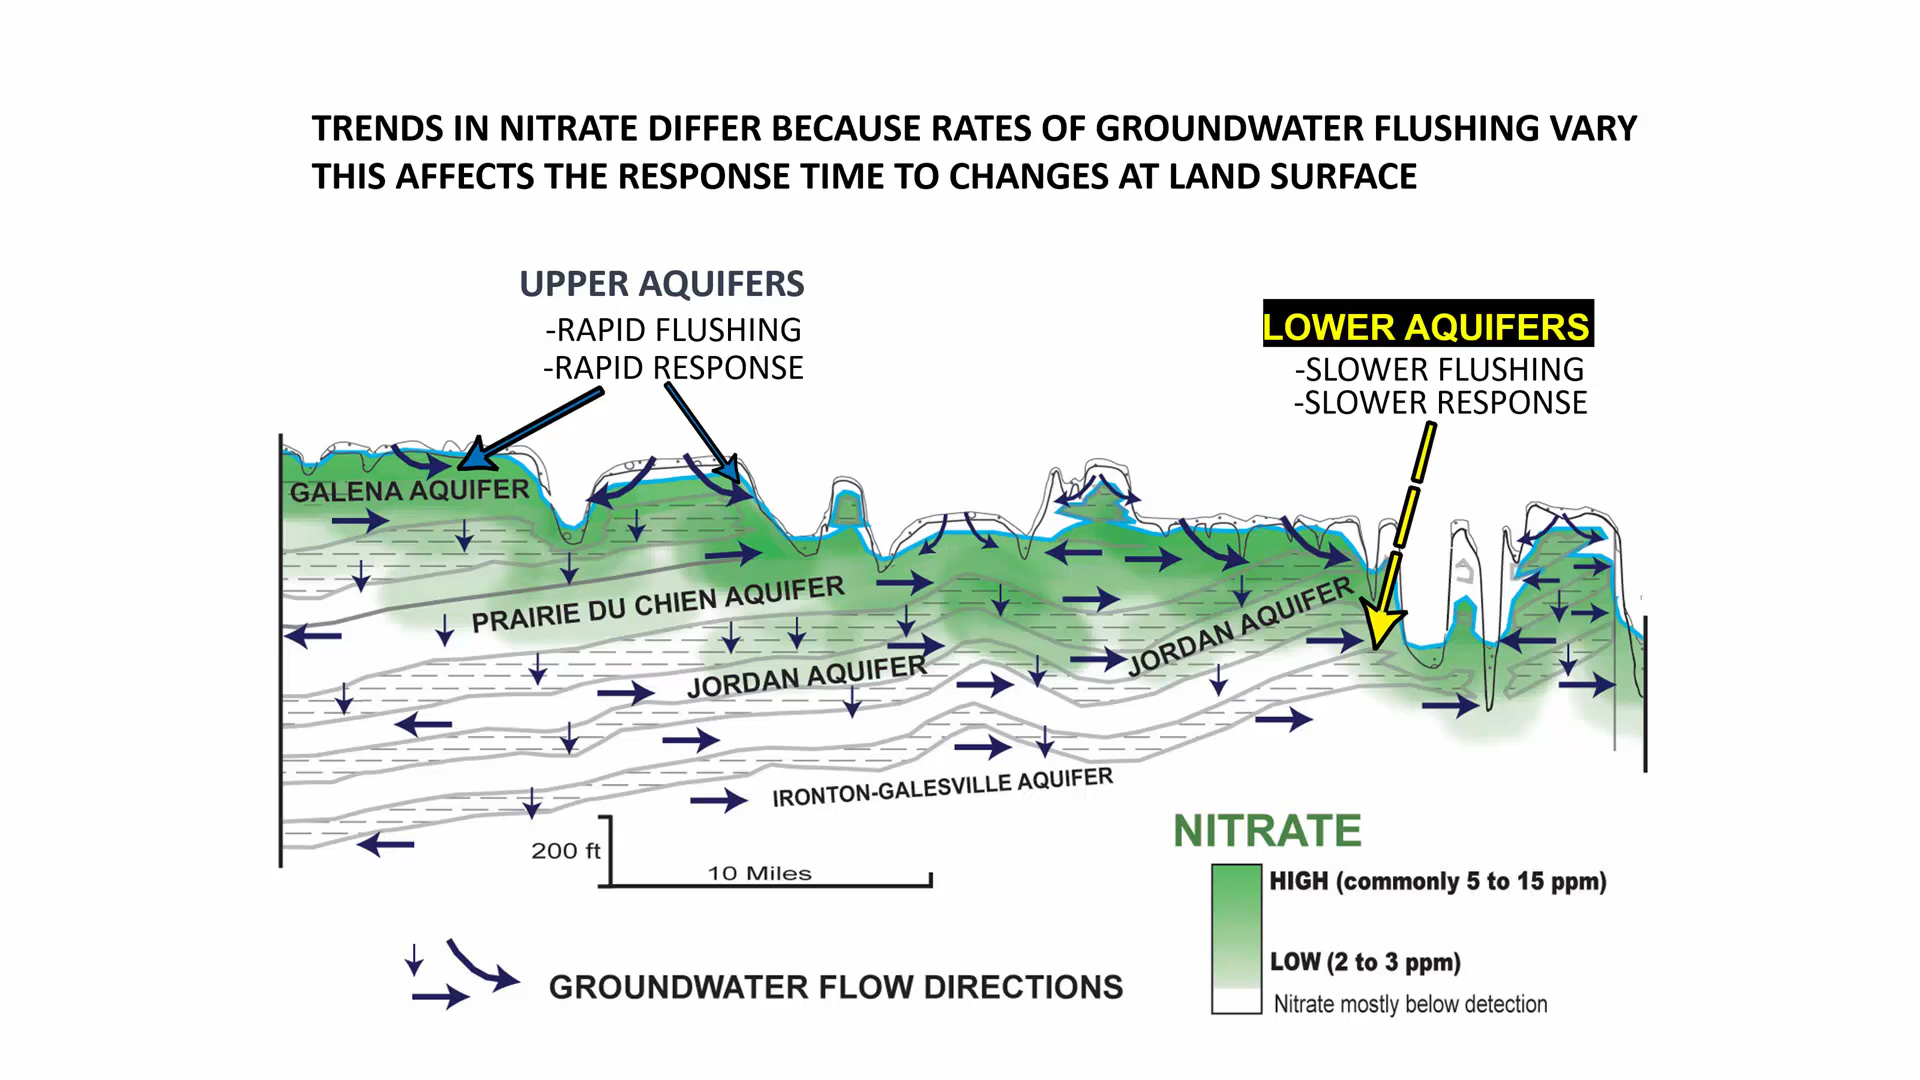 TRENDS IN NITRATE DIFFER BECAUSE RATES OF GROUNDWATER FLUSHING VARY
THIS AFFECTS THE RESPONSE TIME TO CHANGES AT LAND SURFACE
UPPER AQUIFERS
-RAPID FLUSHING
-RAPID RESPONSE
LOWER AQUIFERS
-SLOWER FLUSHING
-SLOWER RESPONSE
GALENA AQUIFER
PRAIRIE DU CHIEN AQUIFER
JORDAN AQUIFER
JORDAN AQUIFER
IRONTON-GALESVILLE AQUIFER
200 ft
10 Miles
NITRATE
HIGH (commonly 5 to 15 ppm)
LOW (2 to 3 ppm)
Nitrate mostly below detection
GROUNDWATER FLOW DIRECTIONS